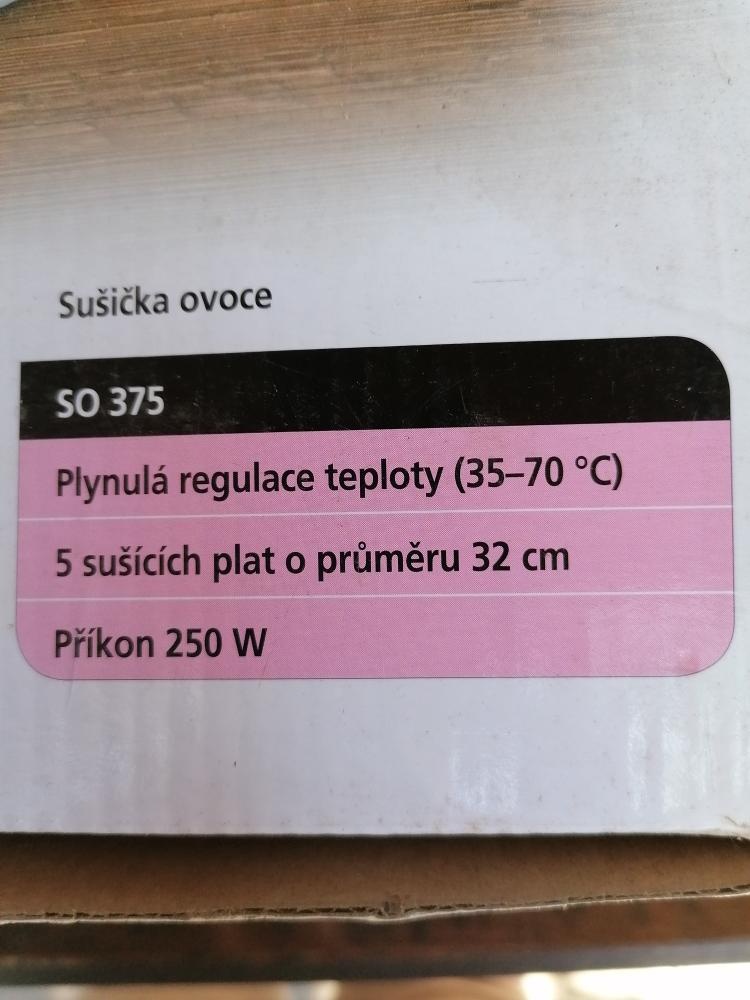 Sušička ovoce
SO 375
Plynulá regulace teploty (35–70 °C)
5 sušících plat o průměru 32 cm
Příkon 250 W